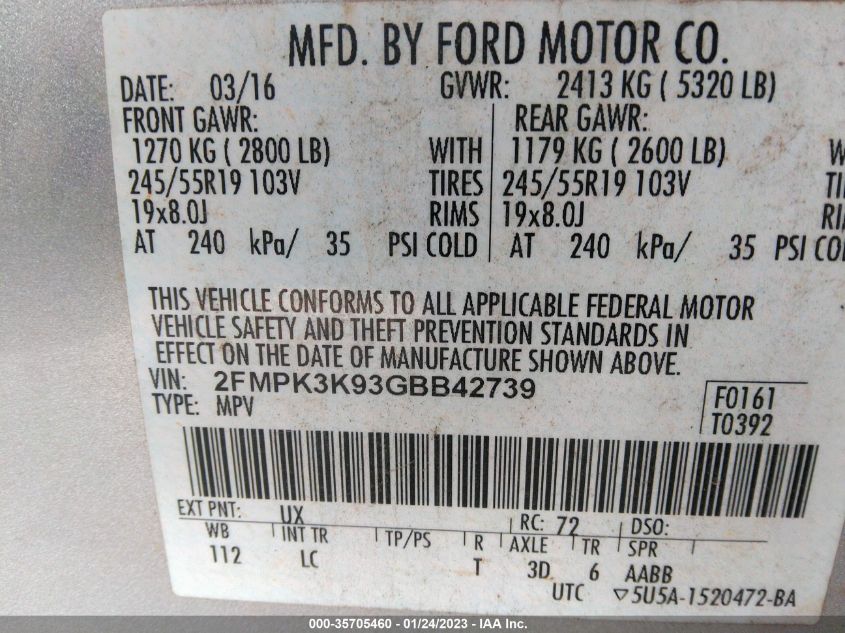 MFD. BY FORD MOTOR CO.
DATE: 03/16 GVWR: 2413 KG ( 5320 LB)
FRONT GAWR: REAR GAWR:
1270 KG ( 2800 LB) WITH 1179 KG ( 2600 LB)
245/55R19 103V TIRES 245/55R19 103V
19x8.0J RIMS 19x8.0J
AT 240 kPa/ 35 PSI COLD AT 240 kPa/ 35 PSI
THIS VEHICLE CONFORMS TO ALL APPLICABLE FEDERAL MOTOR
VEHICLE SAFETY AND THEFT PREVENTION STANDARDS IN
EFFECT ON THE DATE OF MANUFACTURE SHOWN ABOVE.
VIN: 2FMPK3K93GBB42739 F0161
TYPE: MPV T0392
EXT PNT: UX RC: 72 DSO:
WB INT TR TP/PS R AXLE TR SPR
112 LC T 3D 6 AABB
UTC ▽5U5A-1520472-BA
000-35705460 - 01/24/2023 - IAA Inc.